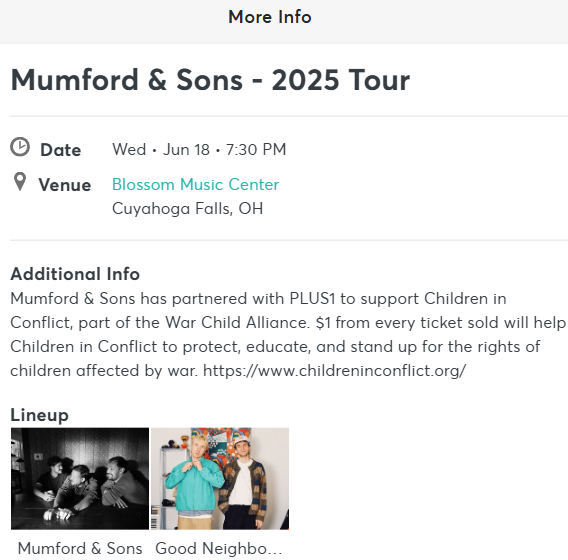 More Info
Mumford & Sons - 2025 Tour
Date Wed • Jun 18 • 7:30 PM
Venue Blossom Music Center
Cuyahoga Falls, OH
Additional Info
Mumford & Sons has partnered with PLUS1 to support Children in
Conflict, part of the War Child Alliance. $1 from every ticket sold will help
Children in Conflict to protect, educate, and stand up for the rights of
children affected by war. https://www.childreninconflict.org/
Lineup
Mumford & Sons Good Neighbo...